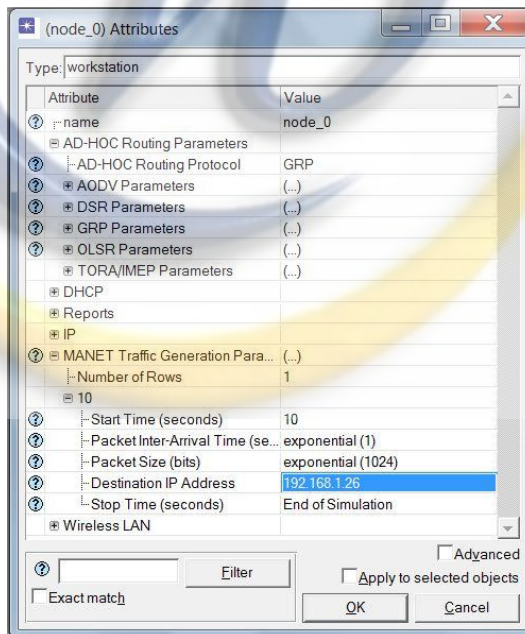 (node_0) Attributes
Type: workstation
Attribute Value
name node_0
AD-HOC Routing Parameters
AD-HOC Routing Protocol GRP
AODV Parameters (...)
DSR Parameters (...)
GRP Parameters (...)
OLSR Parameters (...)
TORA/IMEP Parameters (...)
DHCP
Reports
IP
MANET Traffic Generation Para... (...)
Number of Rows 1
10
Start Time (seconds) 10
Packet Inter-Arrival Time (se... exponential (1)
Packet Size (bits) exponential (1024)
Destination IP Address 192.168.1.26
Stop Time (seconds) End of Simulation
Wireless LAN
Advanced
Filter
Apply to selected objects
Exact match
OK Cancel